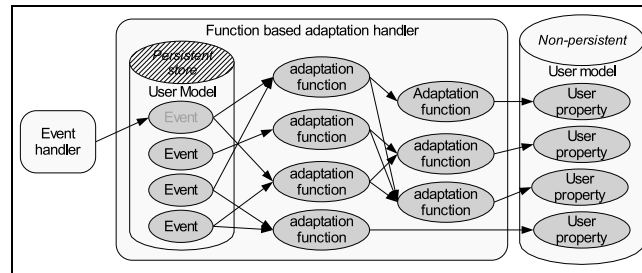 Function based adaptation handler
Persistent
store
User Model
Event
Event
Event
Event
Event
handler
adaptation
function
adaptation
function
adaptation
function
adaptation
function
Adaptation
function
adaptation
function
adaptation
function
Non-persistent
User model
User
property
User
property
User
property
User
property